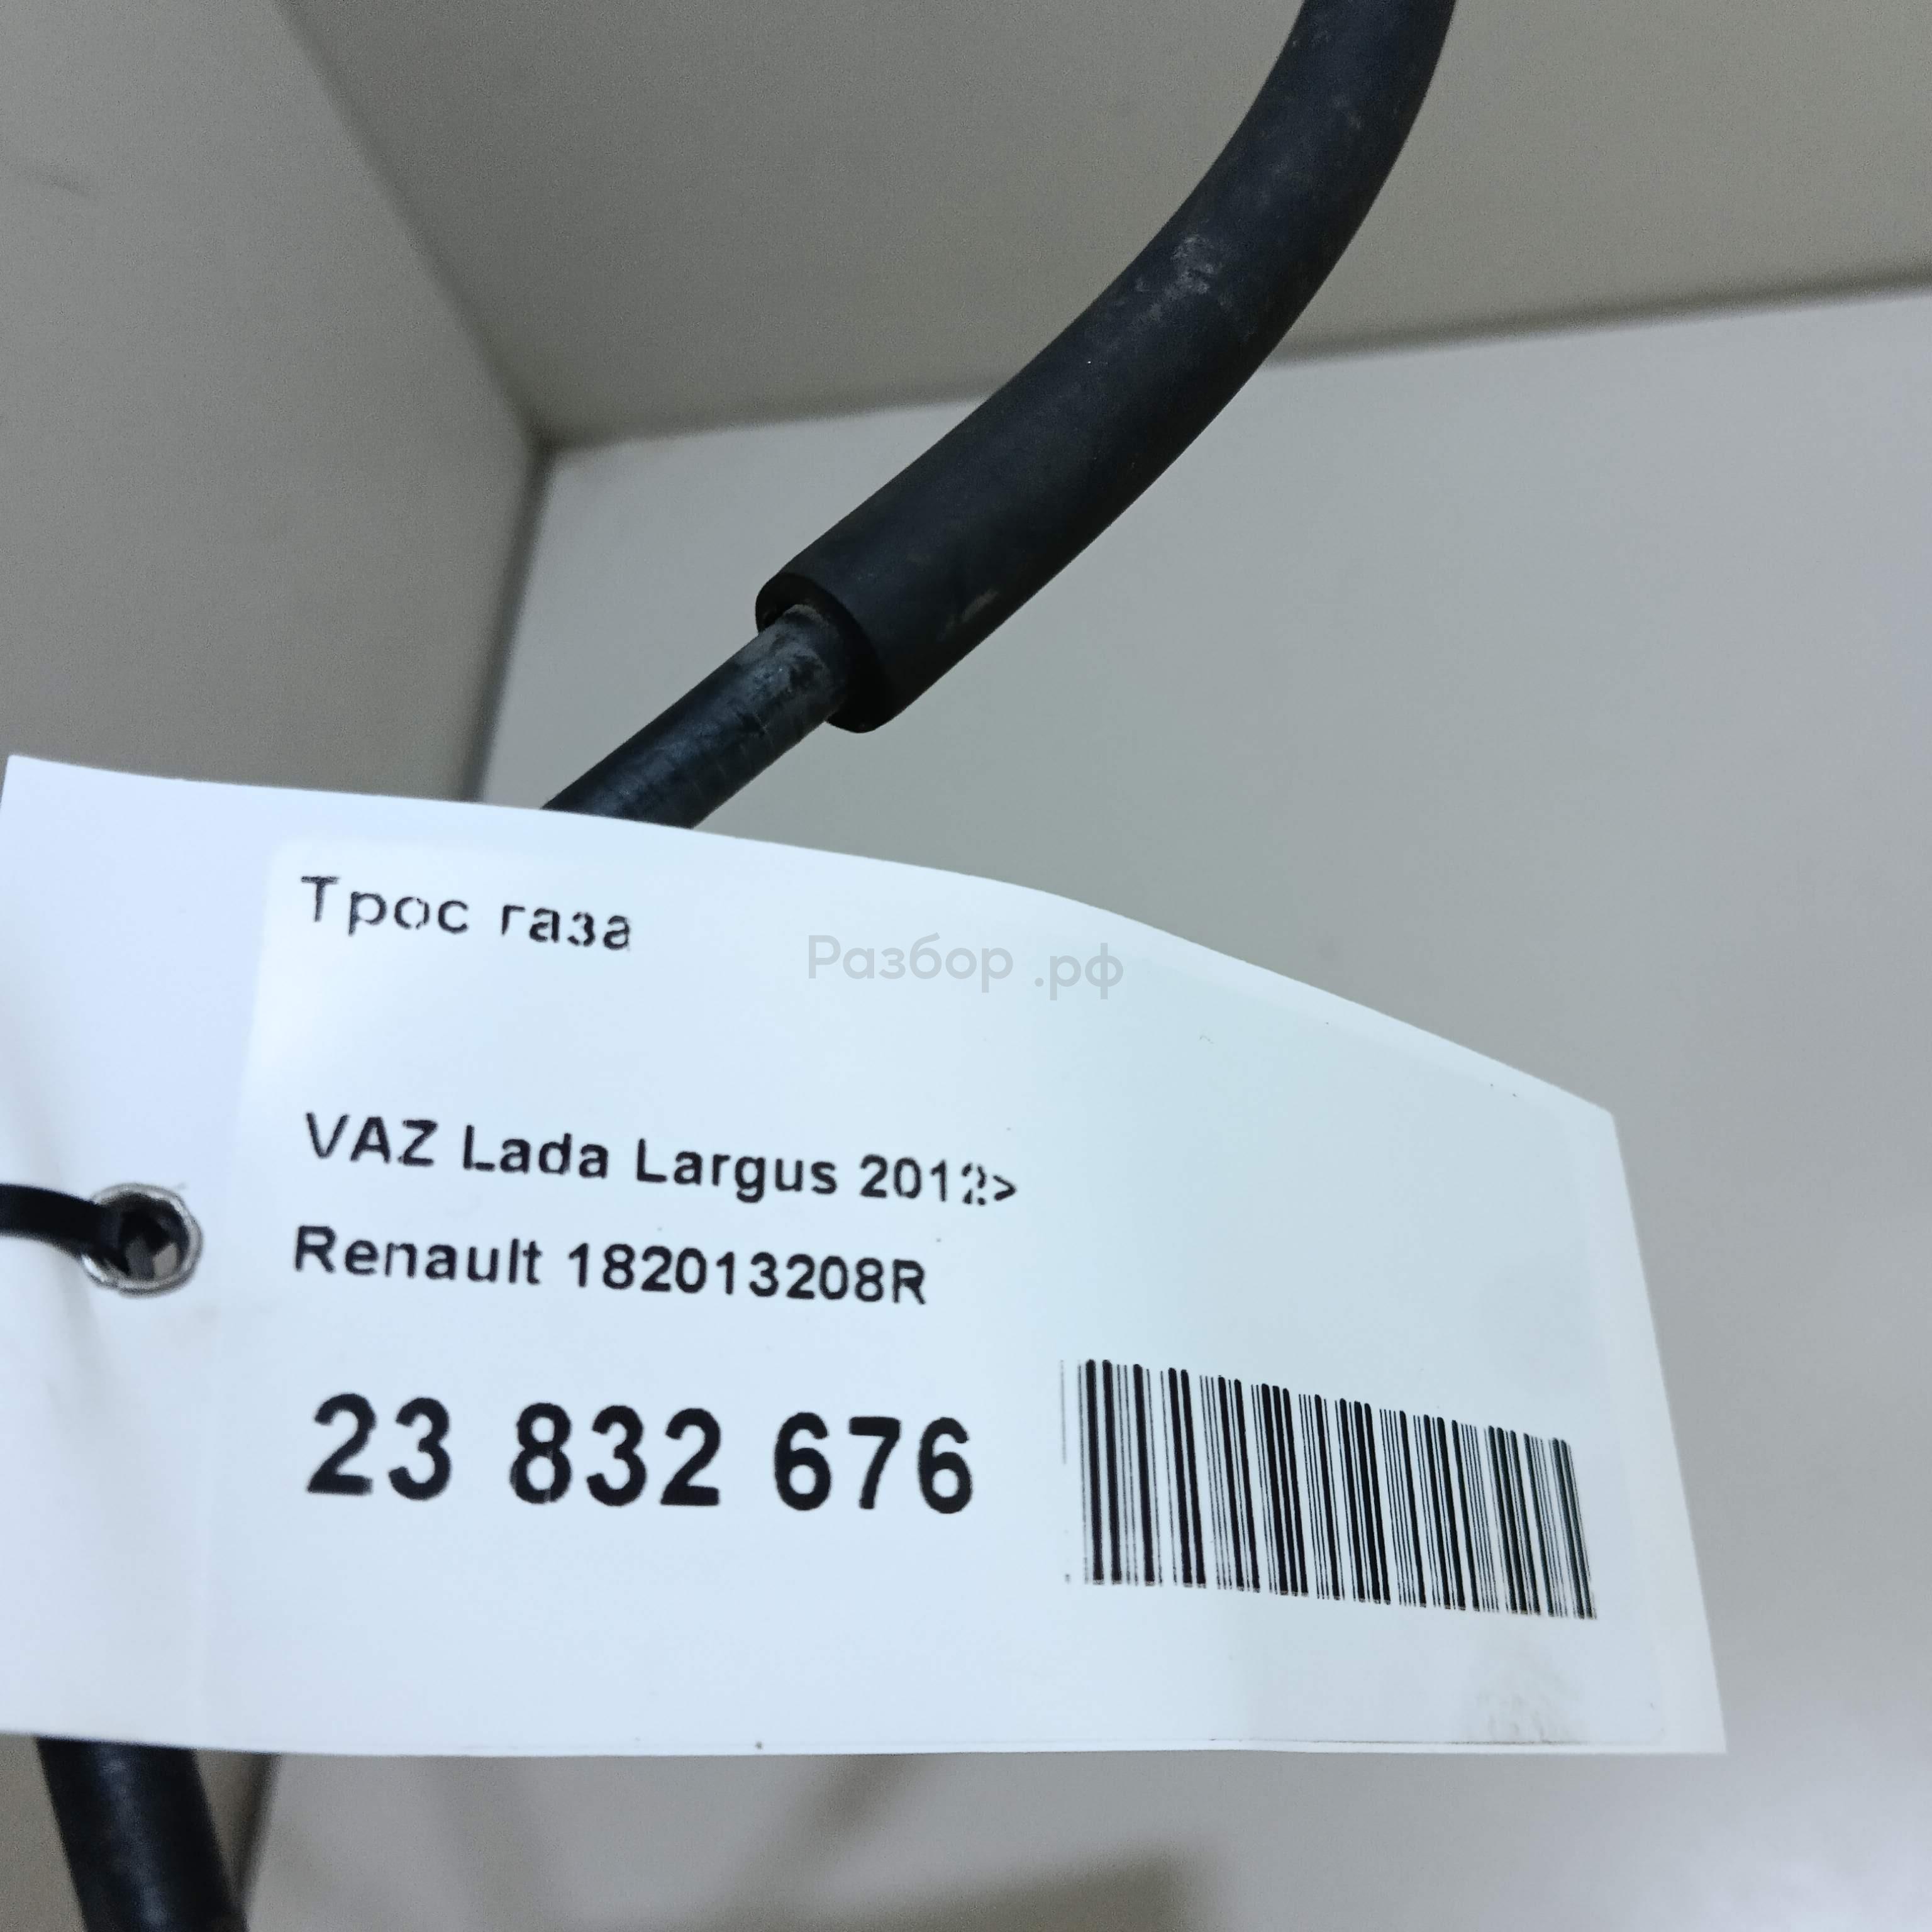 Трос газа
Разбор.рф
VAZ Lada Largus 2012>
Renault 182013208R
23 832 676